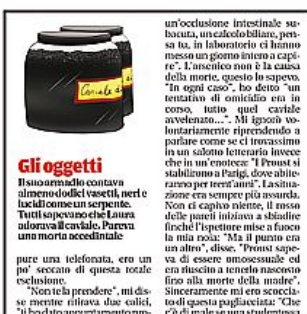 Caviale
Gli oggetti
Il suo armadio contava
almeno dodici vasetti, neri e
lucidi come un serpente.
Tutti sapevano che Laura
adorava il caviale. Pareva
una morta accedintale
pure una telefonata, ero un
po' seccato di questa totale
esclusione.
"Non te la prendere", mi dis-
se mentre ritirava due calici,
"ti ho dato appuntamento
un'occlusione intestinale su-
bacuta, un calcolo biliare, pen-
sa tu, in laboratorio ci hanno
messo un giorno intero a capi-
re". L'arsenico non è la causa
della morte, questo lo sapevo.
"In ogni caso", ho detto "un
tentativo di omicidio era in
corso, tutto quel caviale
avvelenato...". Mi ignorò vo-
lontariamente riprendendo a
parlare come se ci trovassimo
in un salotto letterario invece
che in un'enoteca: "I Proust si
stabilirono a Parigi, dove abite-
ranno per trent'anni". La situa-
zione era sempre più assurda.
Non ci capivo niente, il rosso
delle pareti iniziava a sbiadire
finché l'ispettore mise a fuoco
la mia noia: "Ma il punto era
un altro", disse. "Proust sape-
va di essere omosessuale ed
era riuscito a tenerlo nascosto
fino alla morte della madre".
Sinceramente mi ero scoccia-
to di questa pagliacciata: "Che
c'è di male se una studentessa